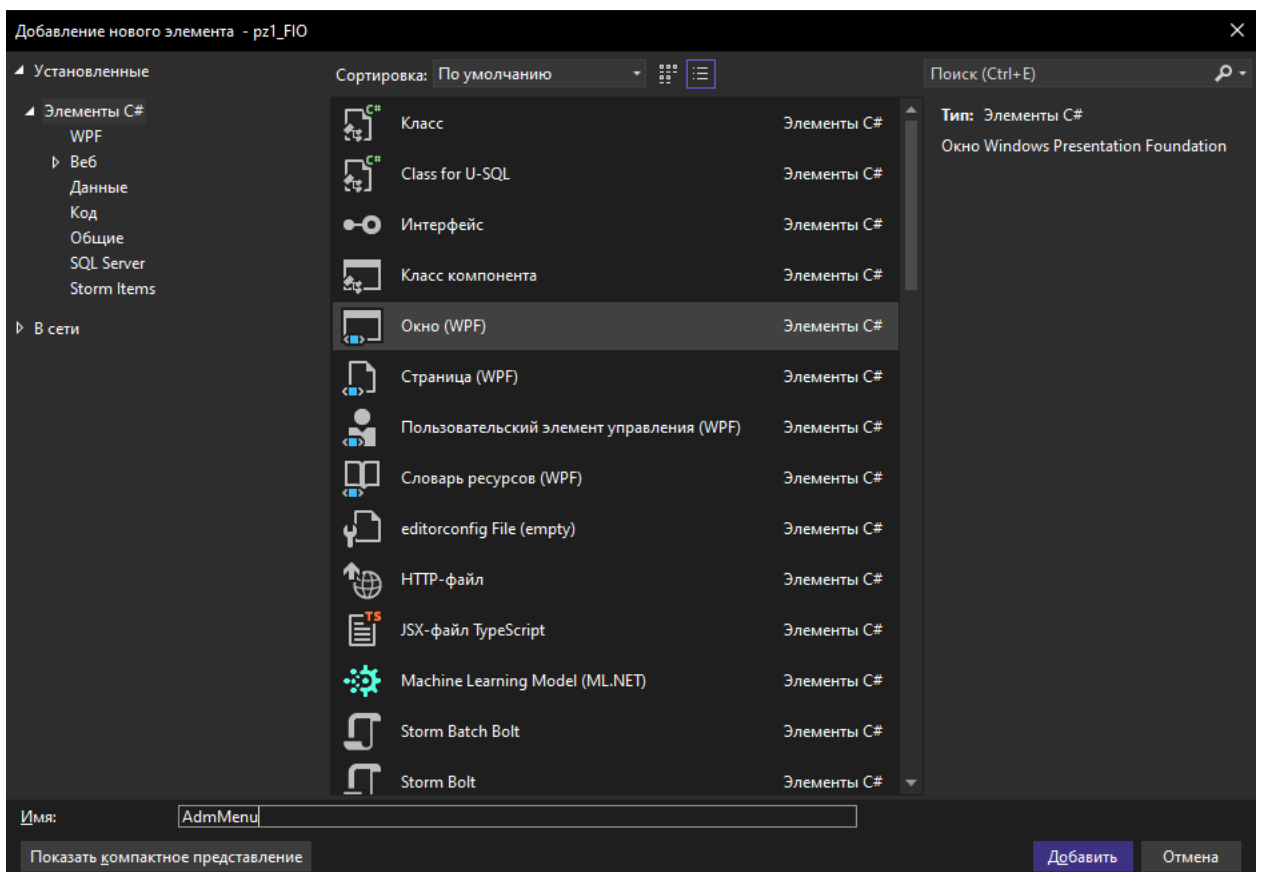 Добавление нового элемента - pz1_FIO
Установленные
Элементы C#
WPF
Веб
Данные
Код
Общие
SQL Server
Storm Items
В сети
Сортировка: По умолчанию
C# Класс Элементы C#
C# Class for U-SQL Элементы C#
Интерфейс Элементы C#
Класс компонента Элементы C#
Окно (WPF) Элементы C#
Страница (WPF) Элементы C#
Пользовательский элемент управления (WPF) Элементы C#
Словарь ресурсов (WPF) Элементы C#
editorconfig File (empty) Элементы C#
HTTP-файл Элементы C#
TS JSX-файл TypeScript Элементы C#
Machine Learning Model (ML.NET) Элементы C#
Storm Batch Bolt Элементы C#
Storm Bolt Элементы C#
Поиск (Ctrl+E)
Тип: Элементы C#
Окно Windows Presentation Foundation
Имя: AdmMenu
Показать компактное представление
Добавить Отмена